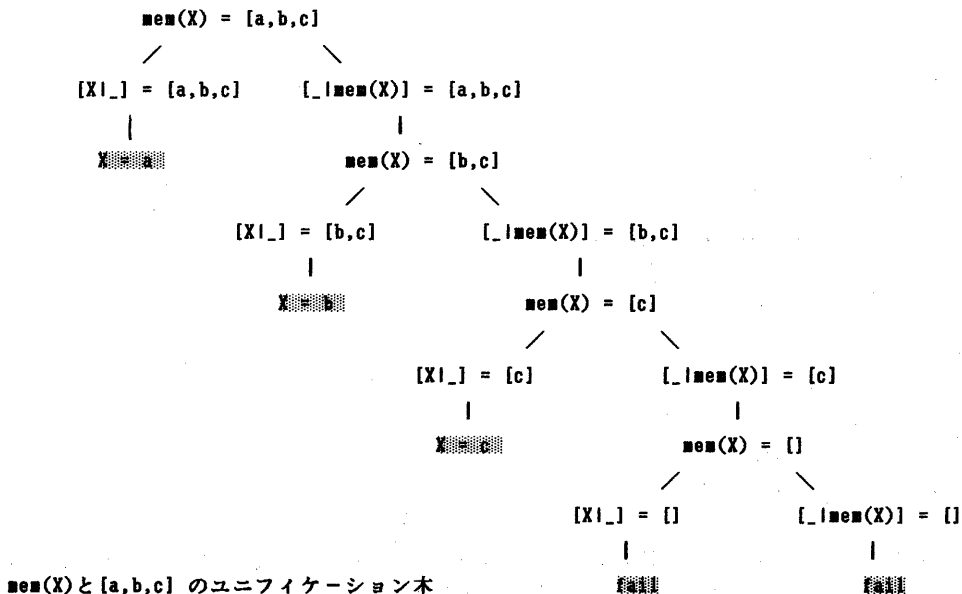 mem(X) = [a,b,c]
[X|_] = [a,b,c]
[_|mem(X)] = [a,b,c]
X = a
mem(X) = [b,c]
[X|_] = [b,c]
[_|mem(X)] = [b,c]
X = b
mem(X) = [c]
[X|_] = [c]
[_|mem(X)] = [c]
X = c
mem(X) = []
[X|_] = []
[_|mem(X)] = []
fail
fail
mem(X)と[a,b,c] のユニフィケーション木